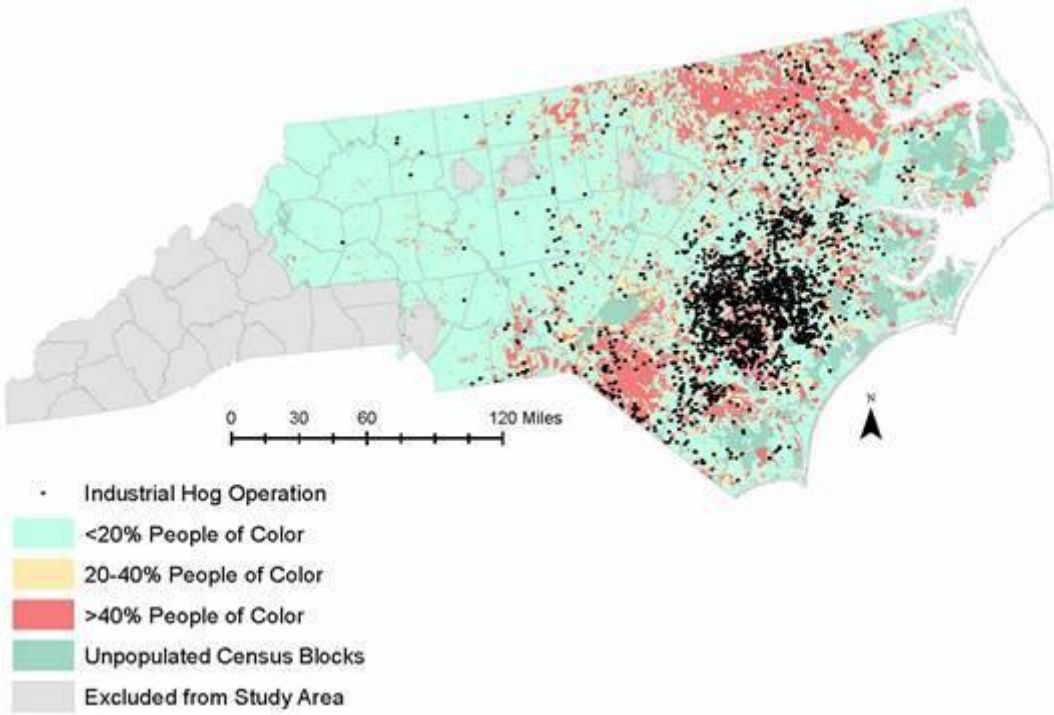 N
0 30 60 120 Miles
Industrial Hog Operation
<20% People of Color
20-40% People of Color
>40% People of Color
Unpopulated Census Blocks
Excluded from Study Area